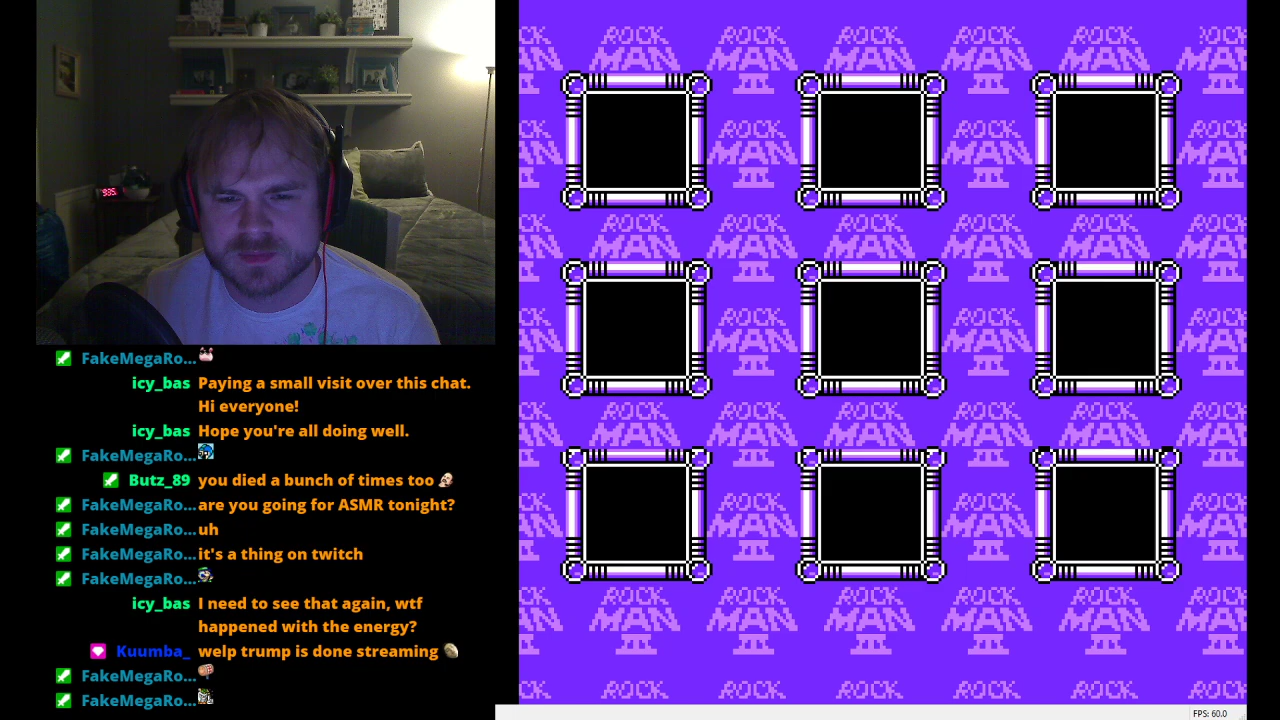 FakeMegaRo...
icy_bas Paying a small visit over this chat.
Hi everyone!
icy_bas Hope you're all doing well.
FakeMegaRo...
Butz_89 you died a bunch of times too
FakeMegaRo... are you going for ASMR tonight?
FakeMegaRo... uh
FakeMegaRo... it's a thing on twitch
FakeMegaRo...
icy_bas I need to see that again, wtf
happened with the energy?
Kuumba_ welp trump is done streaming
FakeMegaRo...
FakeMegaRo...
ROCK
MAN
III
FPS: 60.0